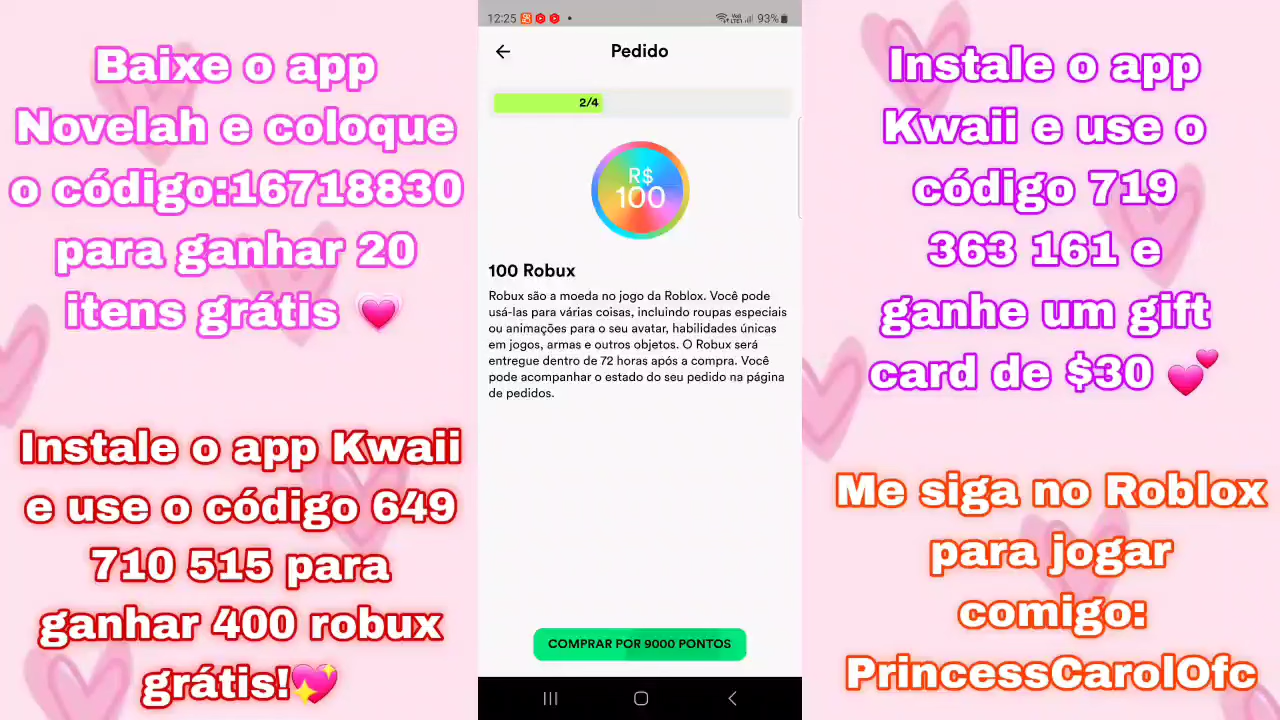 Baixe o app
Novelah e coloque
o código:16718830
para ganhar 20
itens grátis 💗
Instale o app Kwaii
e use o código 649
710 515 para
ganhar 400 robux
grátis!💖
12:25
93%
Pedido
2/4
R$
100
100 Robux
Robux são a moeda no jogo da Roblox. Você pode
usá-las para várias coisas, incluindo roupas especiais
ou animações para o seu avatar, habilidades únicas
em jogos, armas e outros objetos. O Robux será
entregue dentro de 72 horas após a compra. Você
pode acompanhar o estado do seu pedido na página
de pedidos.
COMPRAR POR 9000 PONTOS
Instale o app
Kwaii e use o
código 719
363 161 e
ganhe um gift
card de $30 💕
Me siga no Roblox
para jogar
comigo:
PrincessCarolOfc